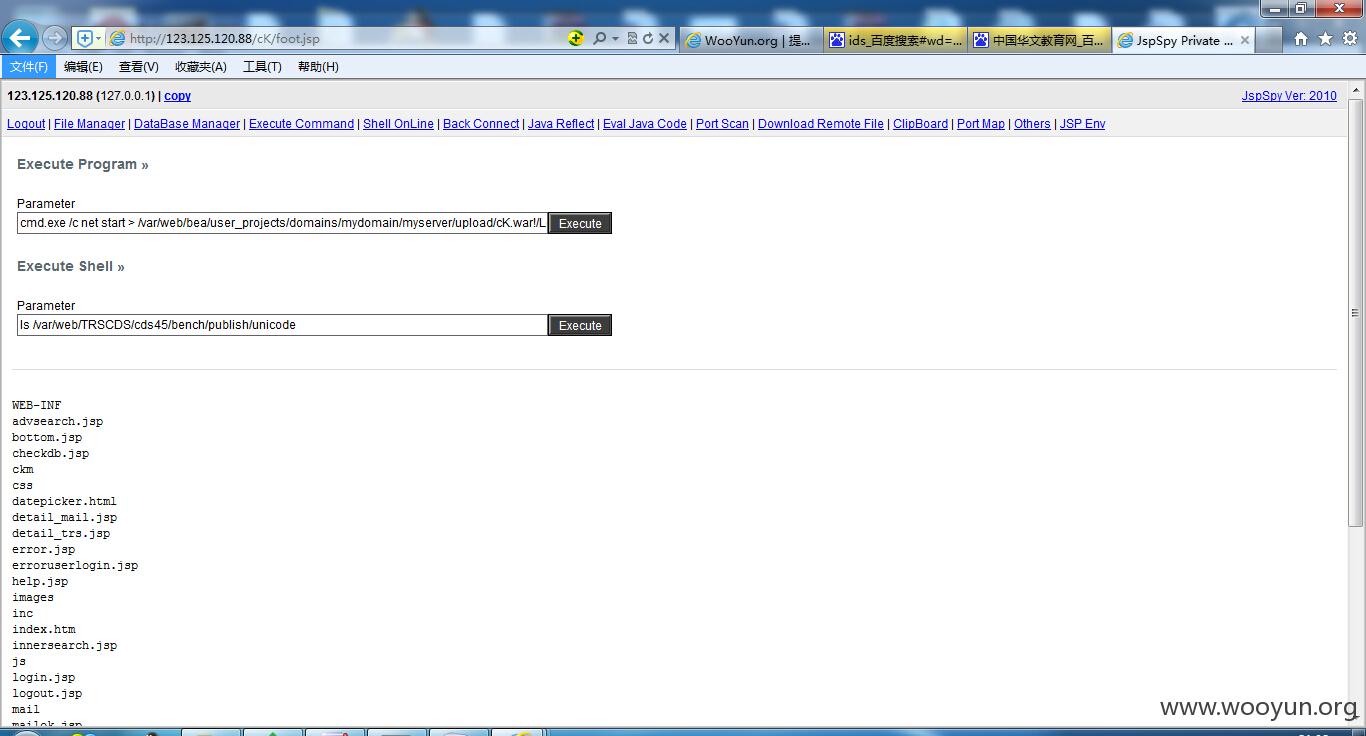 http://123.125.120.88/cK/foot.jsp
WooYun.org | 提...
ids_百度搜索#wd=...
中国华文教育网_百...
JspSpy Private ...
文件(F) 编辑(E) 查看(V) 收藏夹(A) 工具(T) 帮助(H)
123.125.120.88 (127.0.0.1) | copy
JspSpy Ver: 2010
Logout | File Manager | DataBase Manager | Execute Command | Shell OnLine | Back Connect | Java Reflect | Eval Java Code | Port Scan | Download Remote File | ClipBoard | Port Map | Others | JSP Env
Execute Program »
Parameter
cmd.exe /c net start > /var/web/bea/user_projects/domains/mydomain/myserver/upload/cK.war!/L
Execute
Execute Shell »
Parameter
ls /var/web/TRSCDS/cds45/bench/publish/unicode
Execute
WEB-INF
advsearch.jsp
bottom.jsp
checkdb.jsp
ckm
css
datepicker.html
detail_mail.jsp
detail_trs.jsp
error.jsp
erroruserlogin.jsp
help.jsp
images
inc
index.htm
innersearch.jsp
js
login.jsp
logout.jsp
mail
mailok.jsp
www.wooyun.org